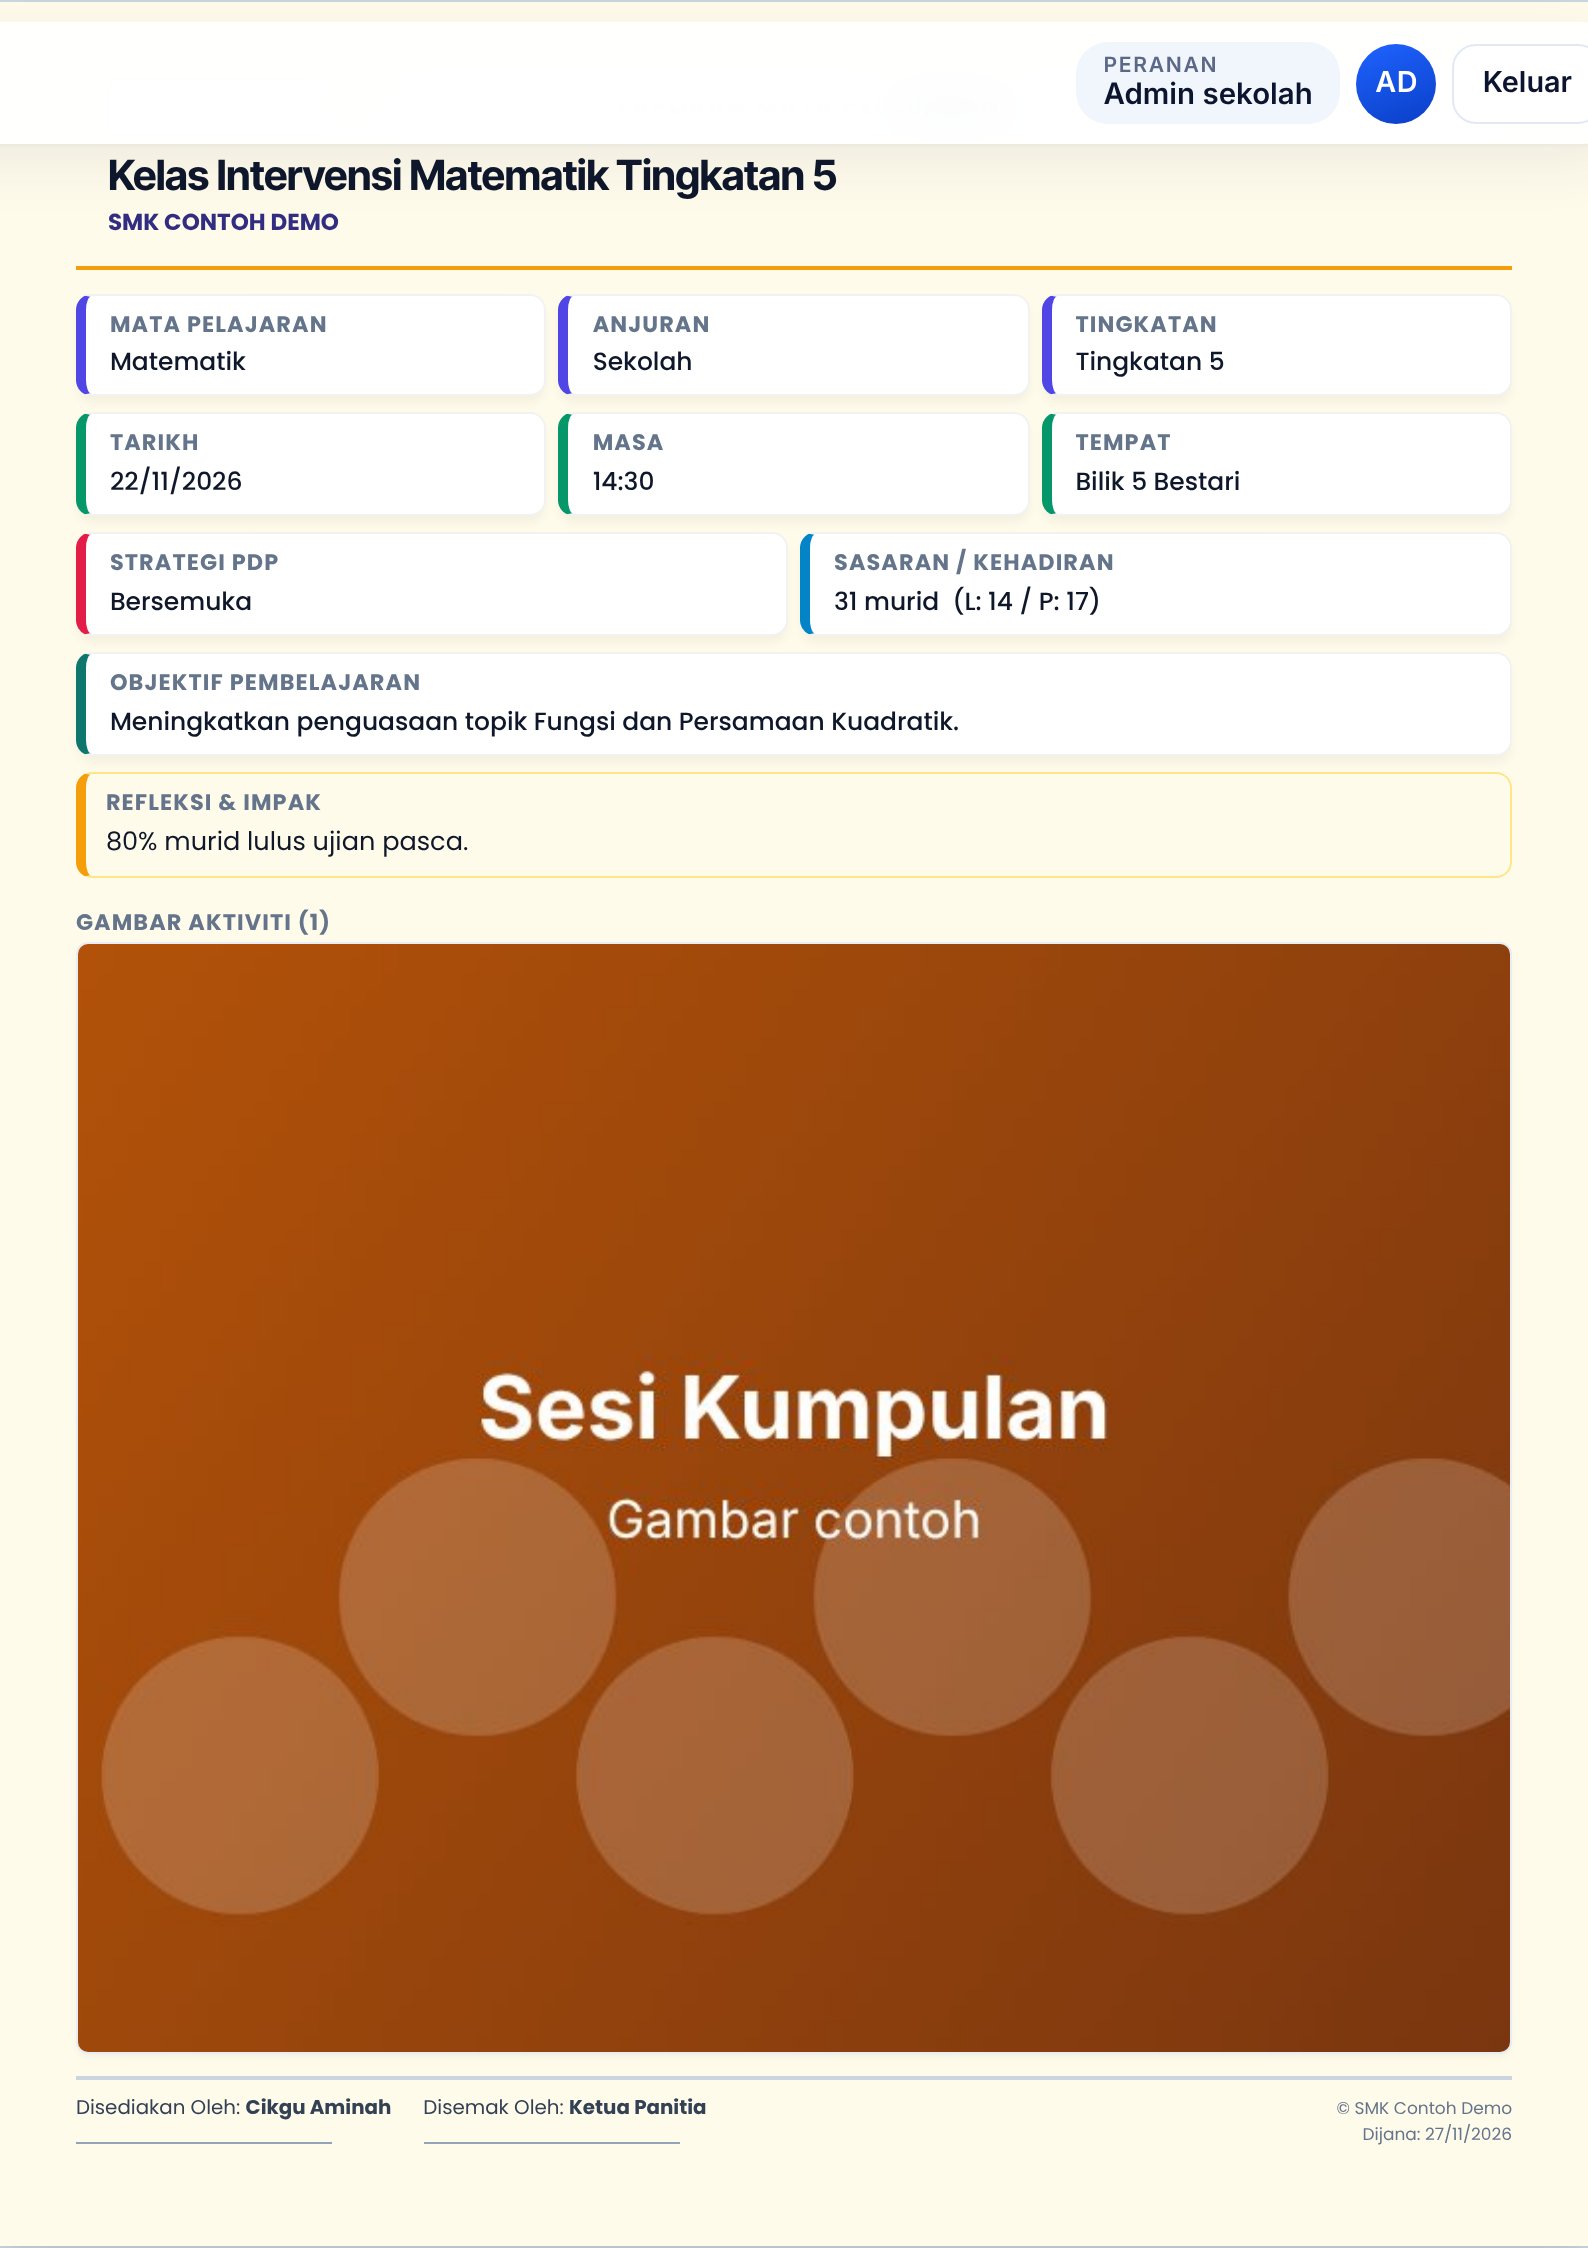 PERANAN
Admin sekolah
AD
Keluar
Kelas Intervensi Matematik Tingkatan 5
SMK CONTOH DEMO
MATA PELAJARAN
Matematik
ANJURAN
Sekolah
TINGKATAN
Tingkatan 5
TARIKH
22/11/2026
MASA
14:30
TEMPAT
Bilik 5 Bestari
STRATEGI PDP
Bersemuka
SASARAN / KEHADIRAN
31 murid (L: 14 / P: 17)
OBJEKTIF PEMBELAJARAN
Meningkatkan penguasaan topik Fungsi dan Persamaan Kuadratik.
REFLEKSI & IMPAK
80% murid lulus ujian pasca.
GAMBAR AKTIVITI (1)
Sesi Kumpulan
Gambar contoh
Disediakan Oleh: Cikgu Aminah
Disemak Oleh: Ketua Panitia
© SMK Contoh Demo
Dijana: 27/11/2026